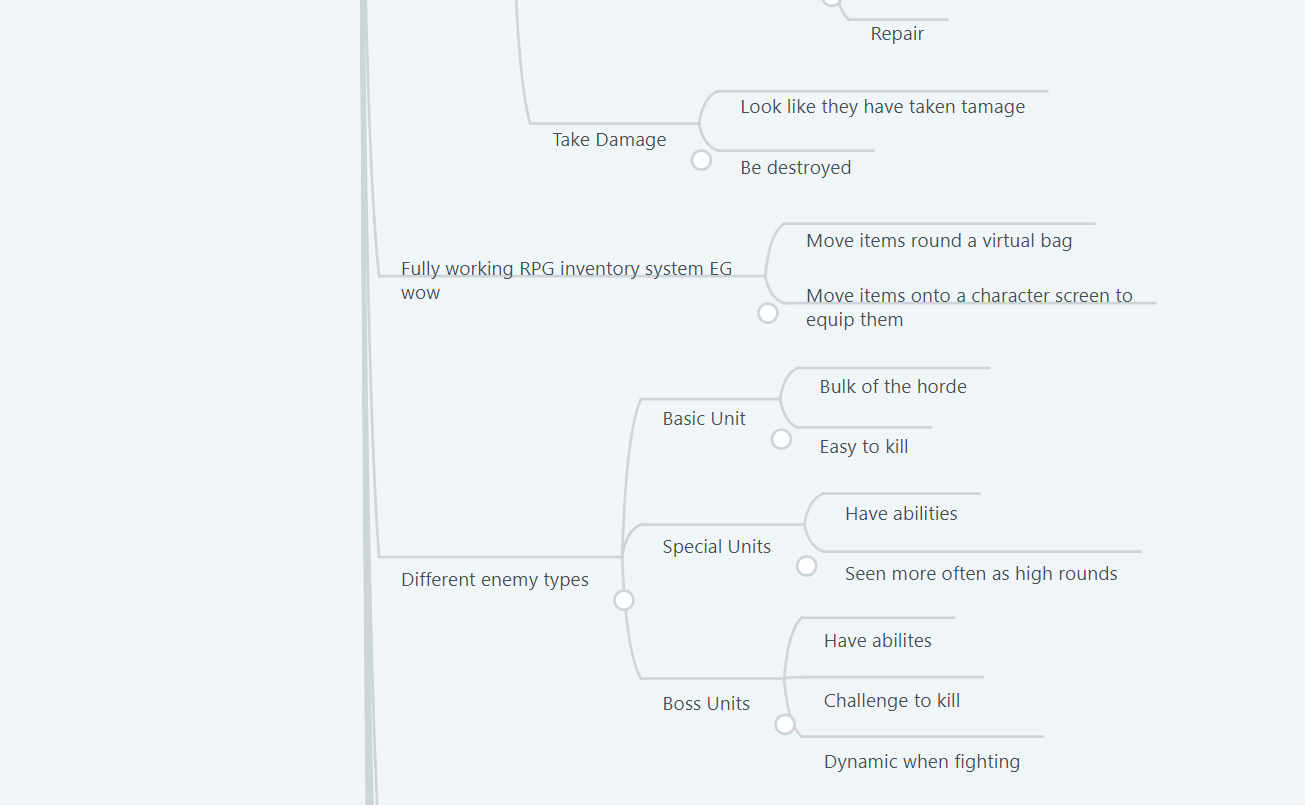 Repair
Look like they have taken tamage
Take Damage
Be destroyed
Move items round a virtual bag
Fully working RPG inventory system EG
wow
Move items onto a character screen to
equip them
Bulk of the horde
Basic Unit
Easy to kill
Have abilities
Special Units
Seen more often as high rounds
Different enemy types
Have abilites
Boss Units
Challenge to kill
Dynamic when fighting